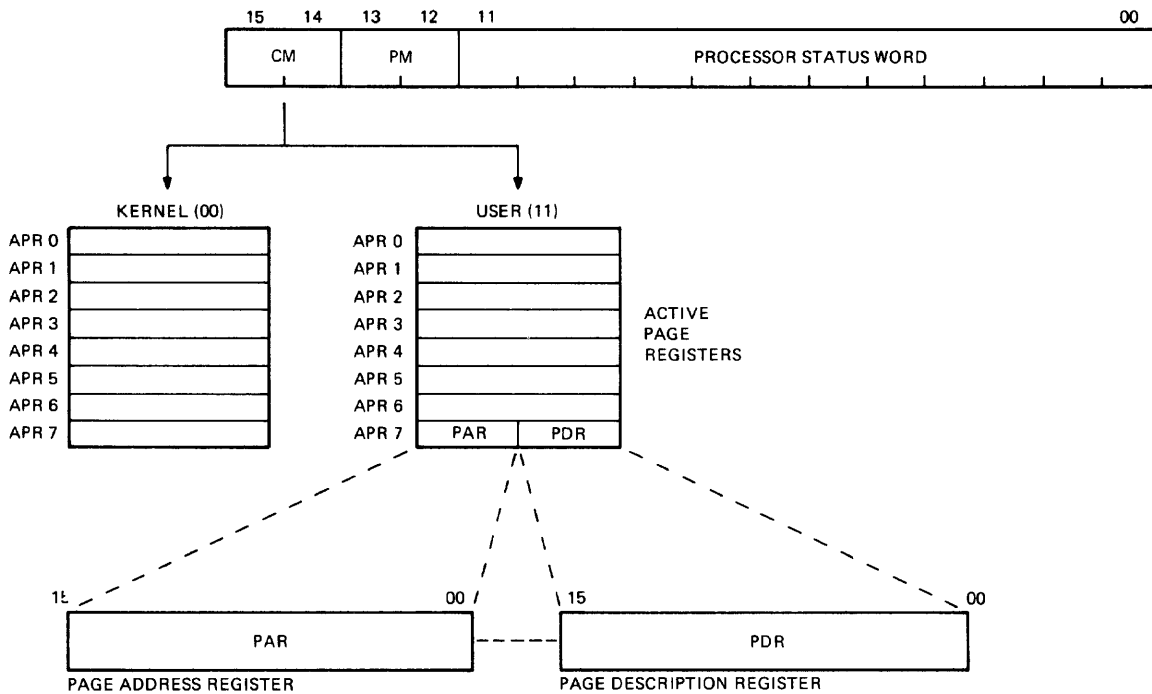 15 14 13 12 11 00
CM PM PROCESSOR STATUS WORD
KERNEL (00) USER (11)
APR 0 APR 0
APR 1 APR 1
APR 2 APR 2
APR 3 APR 3
APR 4 APR 4
APR 5 APR 5
APR 6 APR 6
APR 7 APR 7 PAR PDR
ACTIVE
PAGE
REGISTERS
15 00 15 00
PAR PDR
PAGE ADDRESS REGISTER PAGE DESCRIPTION REGISTER